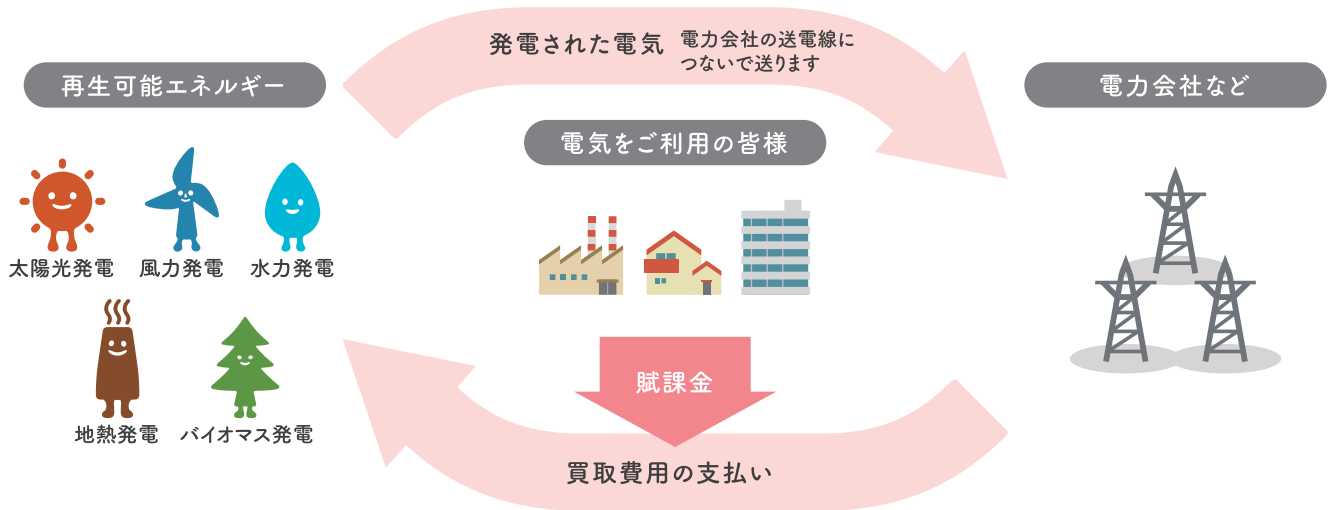 発電された電気
電力会社の送電線に
つないで送ります
再生可能エネルギー
電力会社など
電気をご利用の皆様
太陽光発電
風力発電
水力発電
地熱発電
バイオマス発電
賦課金
買取費用の支払い